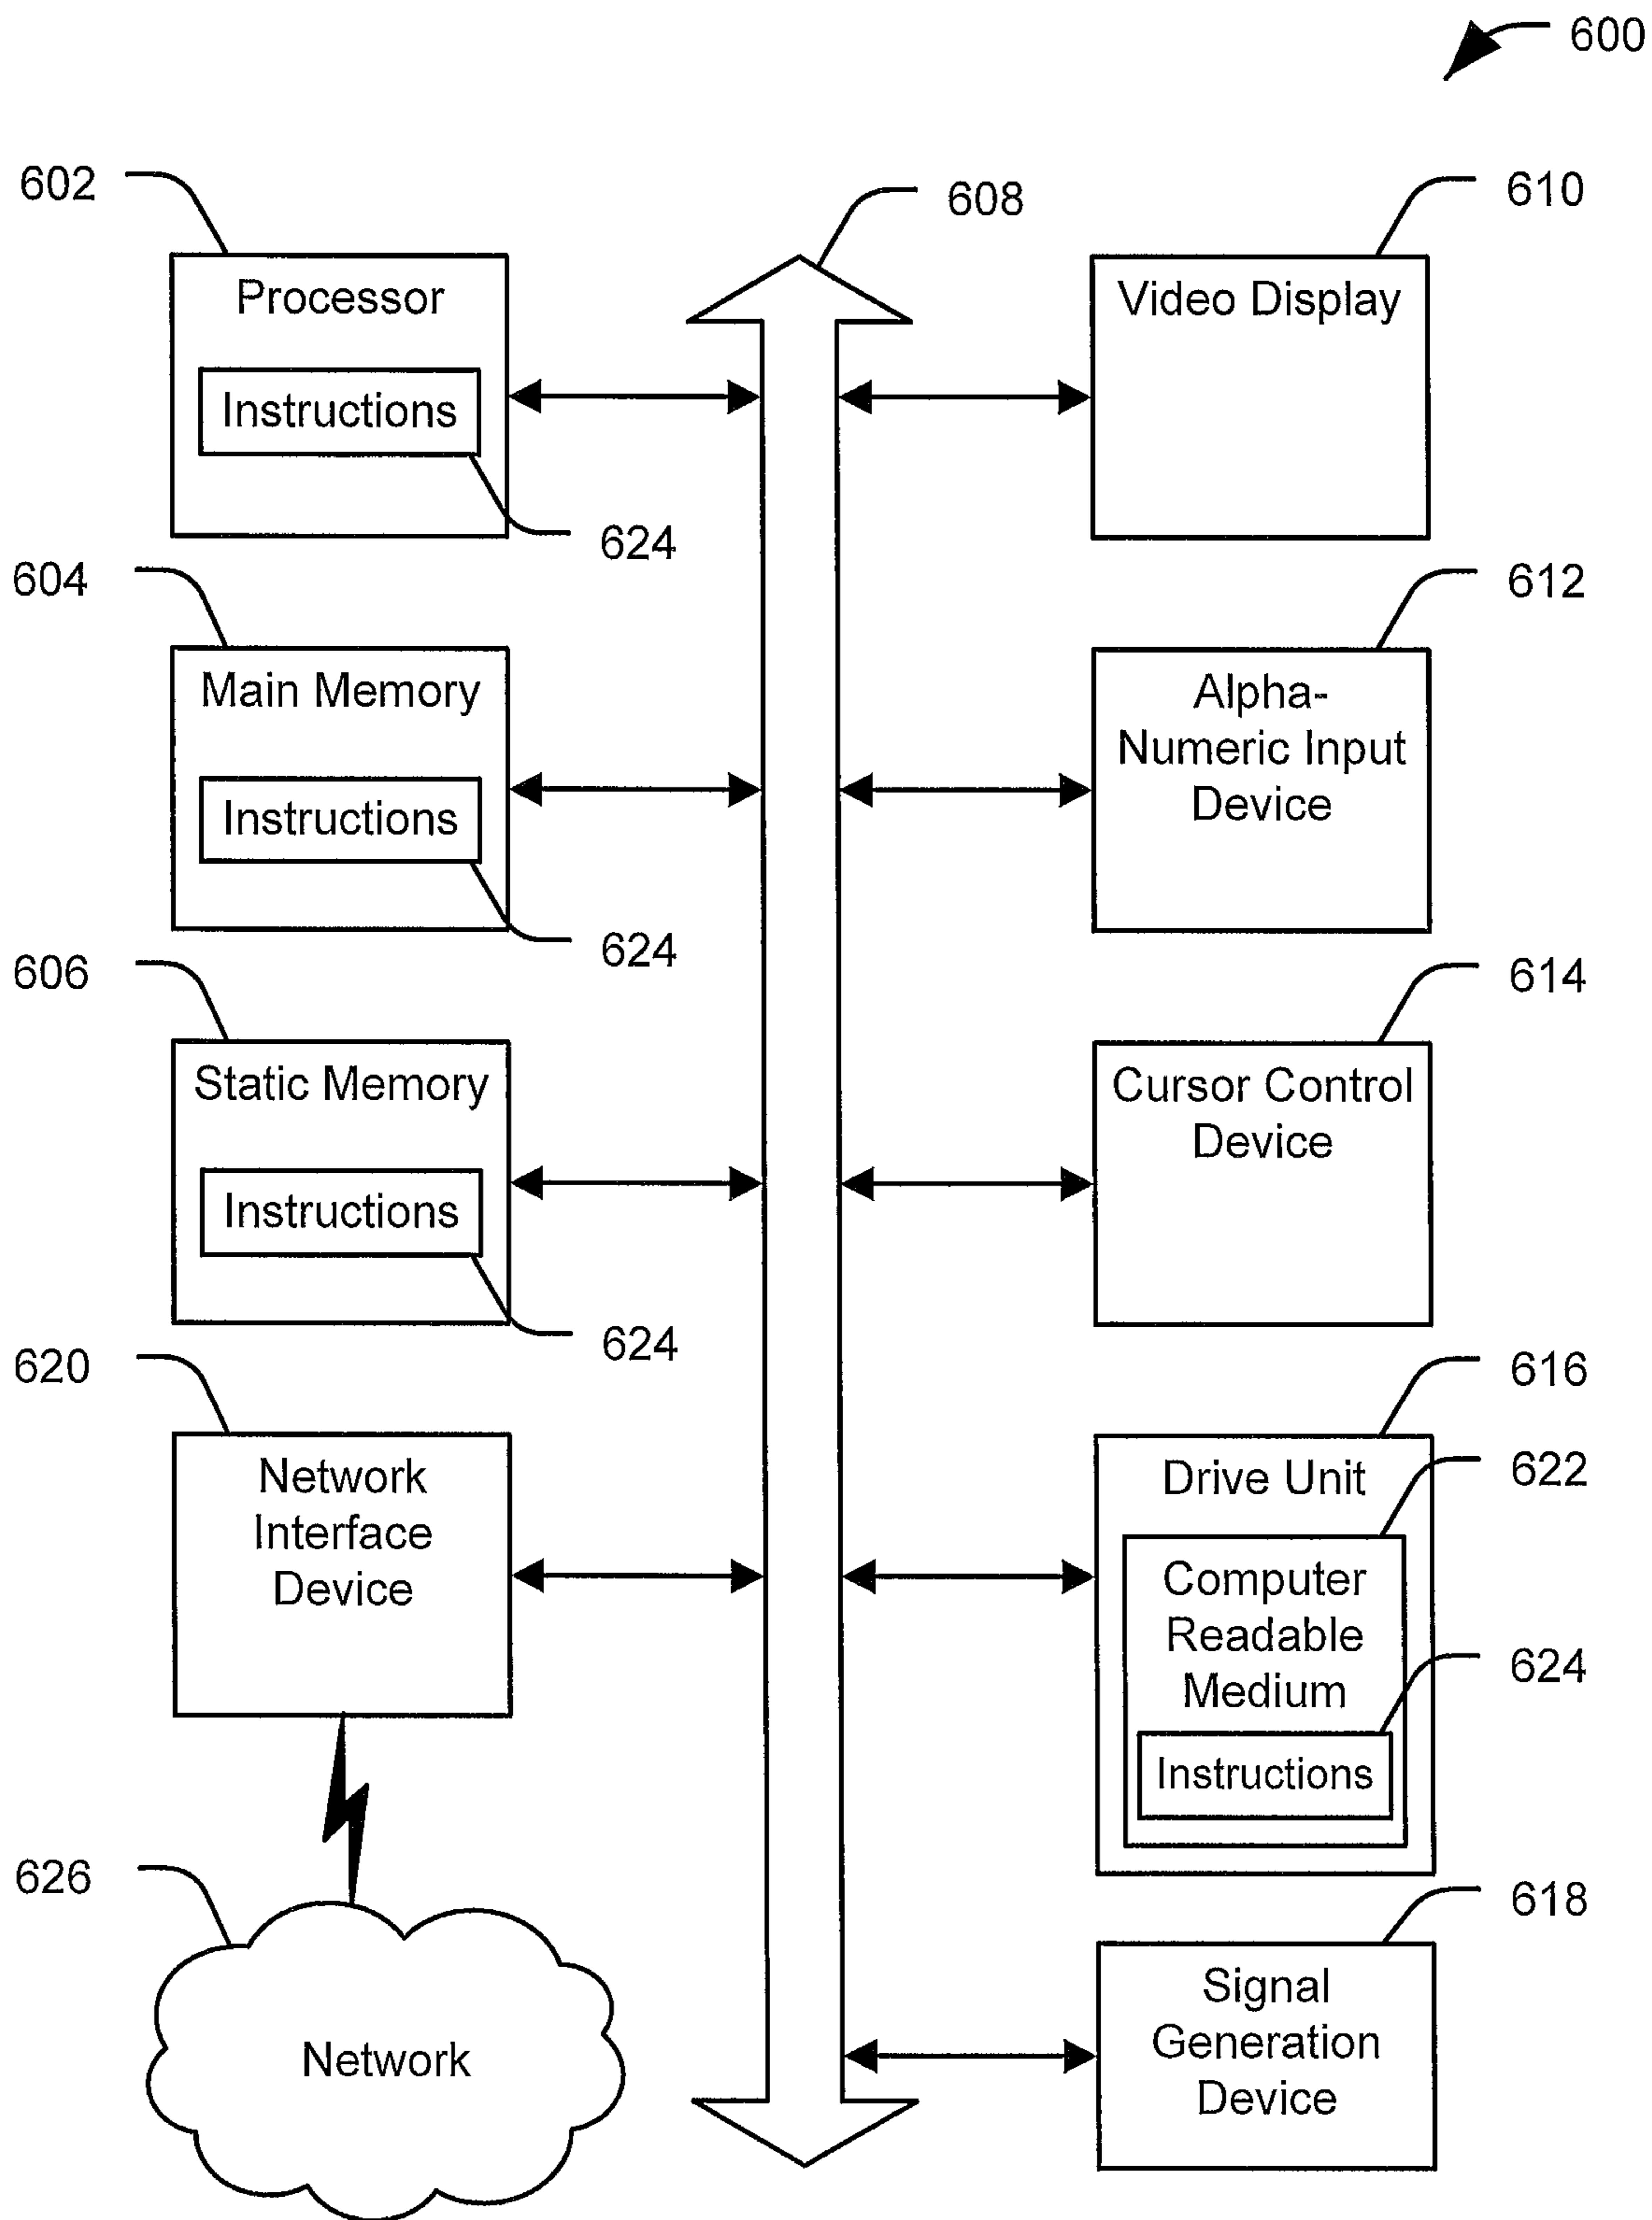 600
602
608
610
Processor
Instructions
624
Video Display
604
612
Main Memory
Instructions
624
Alpha-
Numeric Input
Device
606
614
Static Memory
Instructions
624
Cursor Control
Device
620
616
Network
Interface
Device
Drive Unit
622
Computer
Readable
Medium
624
Instructions
626
Network
618
Signal
Generation
Device